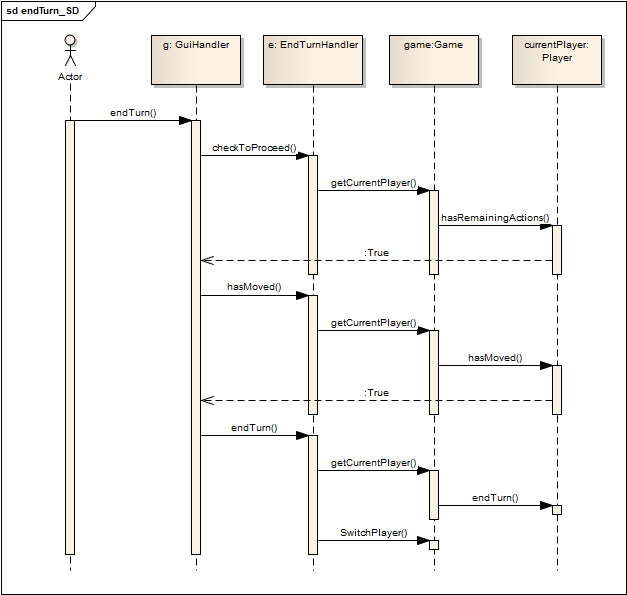 sd endTurn_SD
Actor
g: GuiHandler
e: EndTurnHandler
game:Game
currentPlayer:
Player
endTurn()
checkToProceed()
getCurrentPlayer()
hasRemainingActions()
:True
hasMoved()
getCurrentPlayer()
hasMoved()
:True
endTurn()
getCurrentPlayer()
endTurn()
SwitchPlayer()